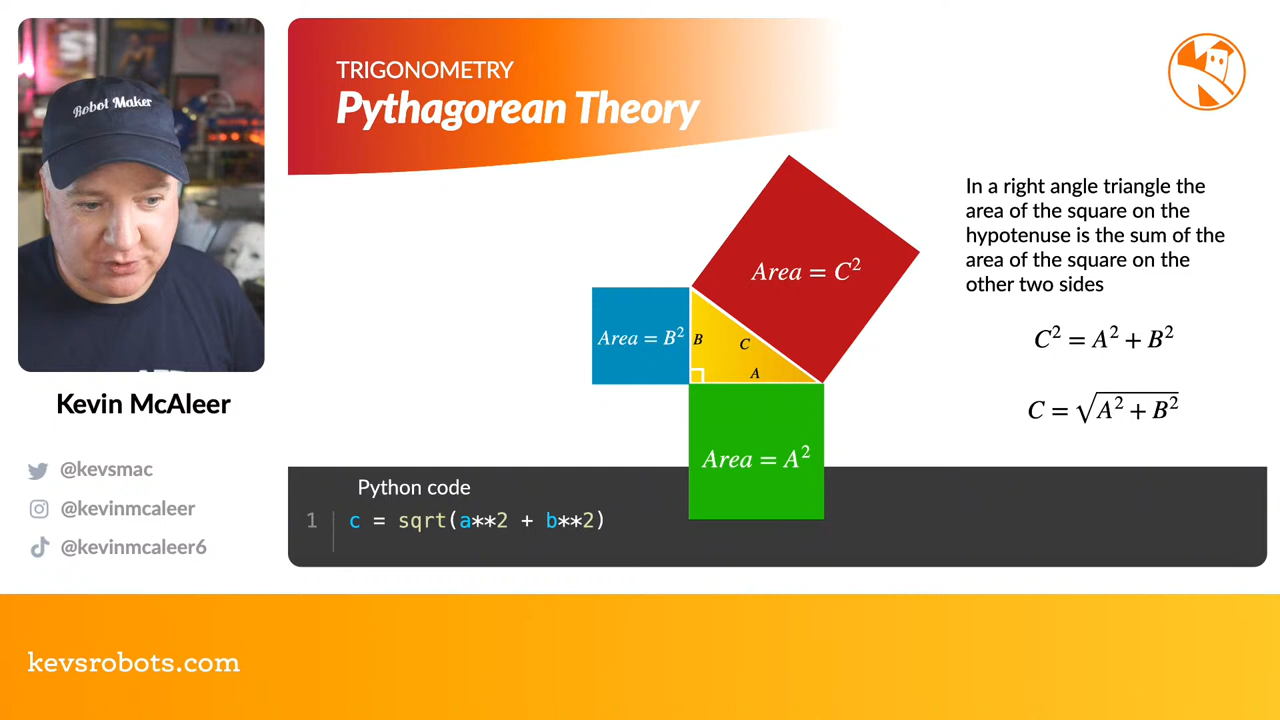 Robot Maker
Kevin McAleer
@kevsmac
@kevinmcaleer
@kevinmcaleer6
TRIGONOMETRY
Pythagorean Theory
Area = C²
Area = B²
B
C
A
Area = A²
In a right angle triangle the
area of the square on the
hypotenuse is the sum of the
area of the square on the
other two sides
C² = A² + B²
C = √(A² + B²)
Python code
1 c = sqrt(a**2 + b**2)
kevsrobots.com